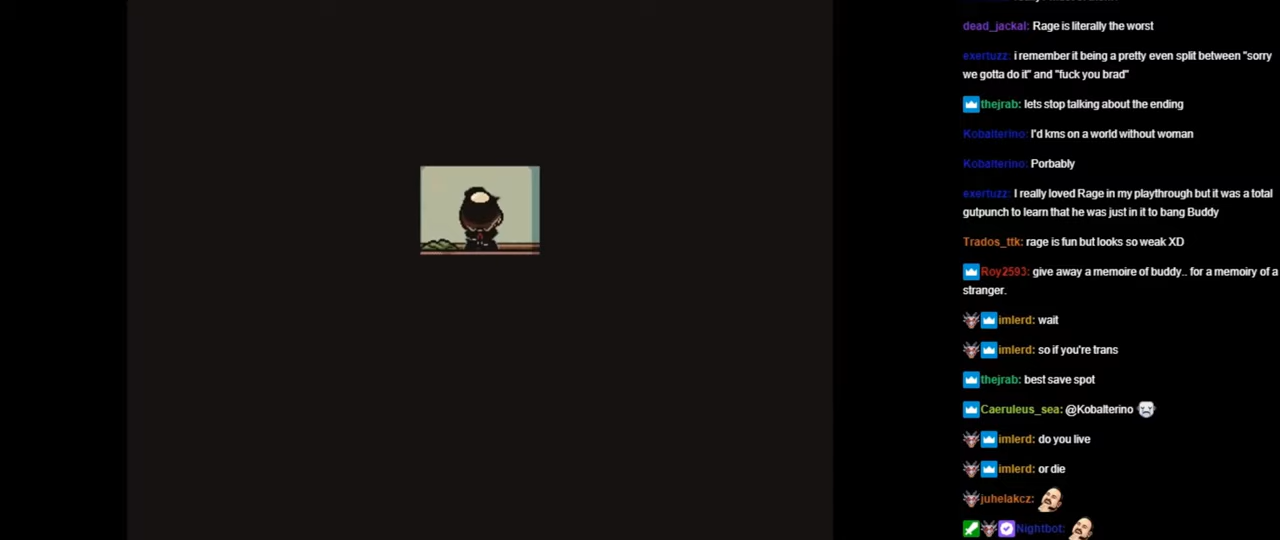 dead_jackal: Rage is literally the worst
exertuzz: i remember it being a pretty even split between "sorry
we gotta do it" and "fuck you brad"
thejrab: lets stop talking about the ending
Kobalterino: I'd kms on a world without woman
Kobalterino: Porbably
exertuzz: I really loved Rage in my playthrough but it was a total
gutpunch to learn that he was just in it to bang Buddy
Trados_ttk: rage is fun but looks so weak XD
Roy2593: give away a memoire of buddy.. for a memoiry of a
stranger.
imlerd: wait
imlerd: so if you're trans
thejrab: best save spot
Caeruleus_sea: @Kobalterino
imlerd: do you live
imlerd: or die
juhelakcz:
Nightbot: